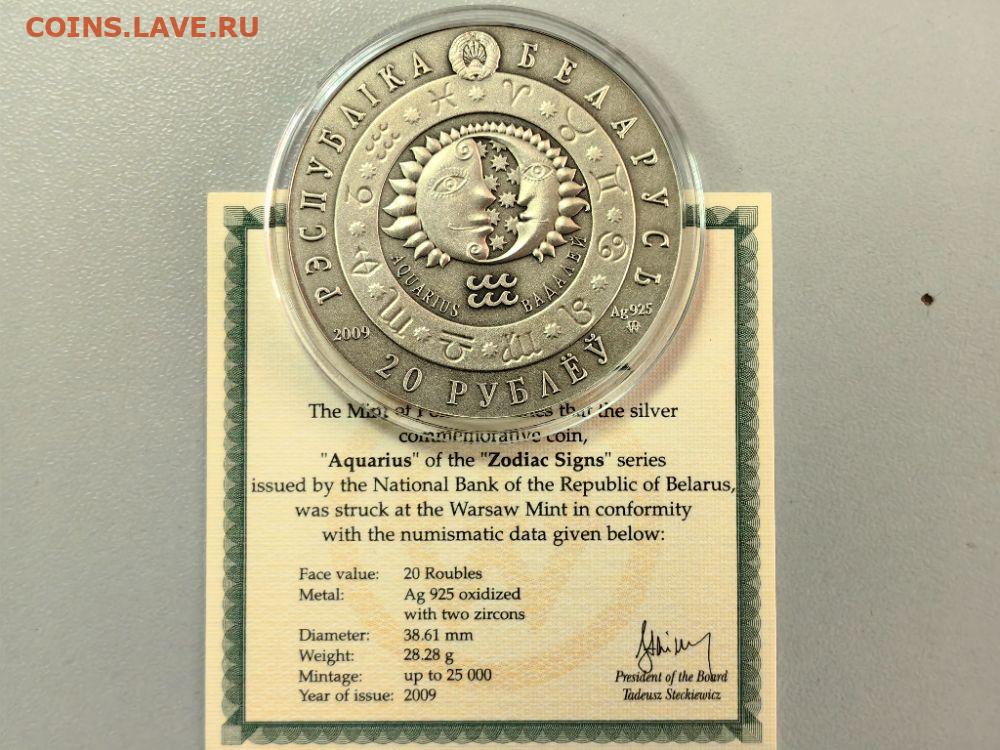 COINS.LAVE.RU
РЭСПУБЛІКА БЕЛАРУСЬ
AQUARIUS ВАДАЛЕЙ
2009
Ag 925
20 РУБЛЁЎ
The Mint of that the silver
commemorative coin,
"Aquarius" of the "Zodiac Signs" series
issued by the National Bank of the Republic of Belarus,
was struck at the Warsaw Mint in conformity
with the numismatic data given below:
Face value: 20 Roubles
Metal: Ag 925 oxidized
with two zircons
Diameter: 38.61 mm
Weight: 28.28 g
Mintage: up to 25 000
Year of issue: 2009
President of the Board
Tadeusz Steckiewicz